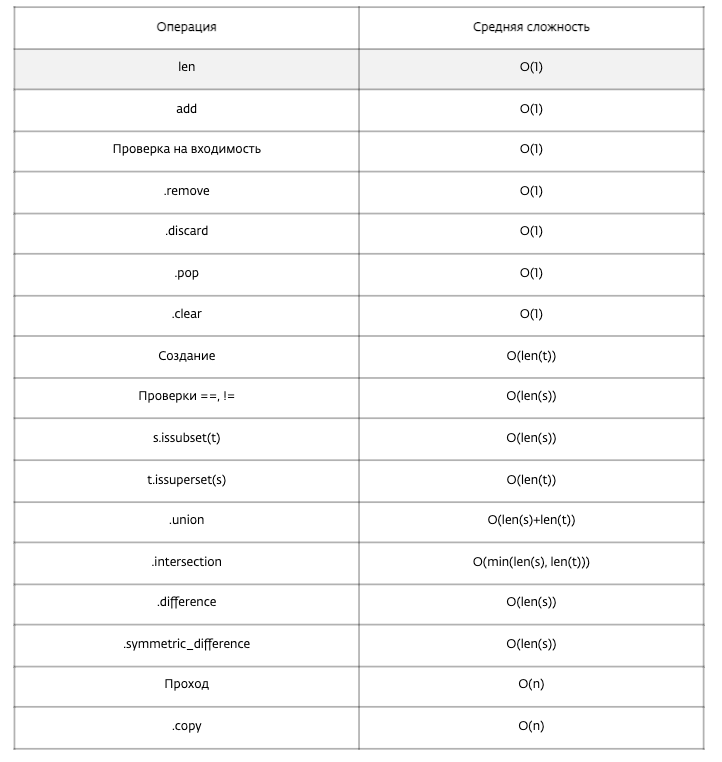 Операция Средняя сложность
len O(1)
add O(1)
Проверка на входимость O(1)
.remove O(1)
.discard O(1)
.pop O(1)
.clear O(1)
Создание O(len(t))
Проверки ==, != O(len(s))
s.issubset(t) O(len(s))
t.issuperset(s) O(len(t))
.union O(len(s)+len(t))
.intersection O(min(len(s), len(t)))
.difference O(len(s))
.symmetric_difference O(len(s))
Проход O(n)
.copy O(n)